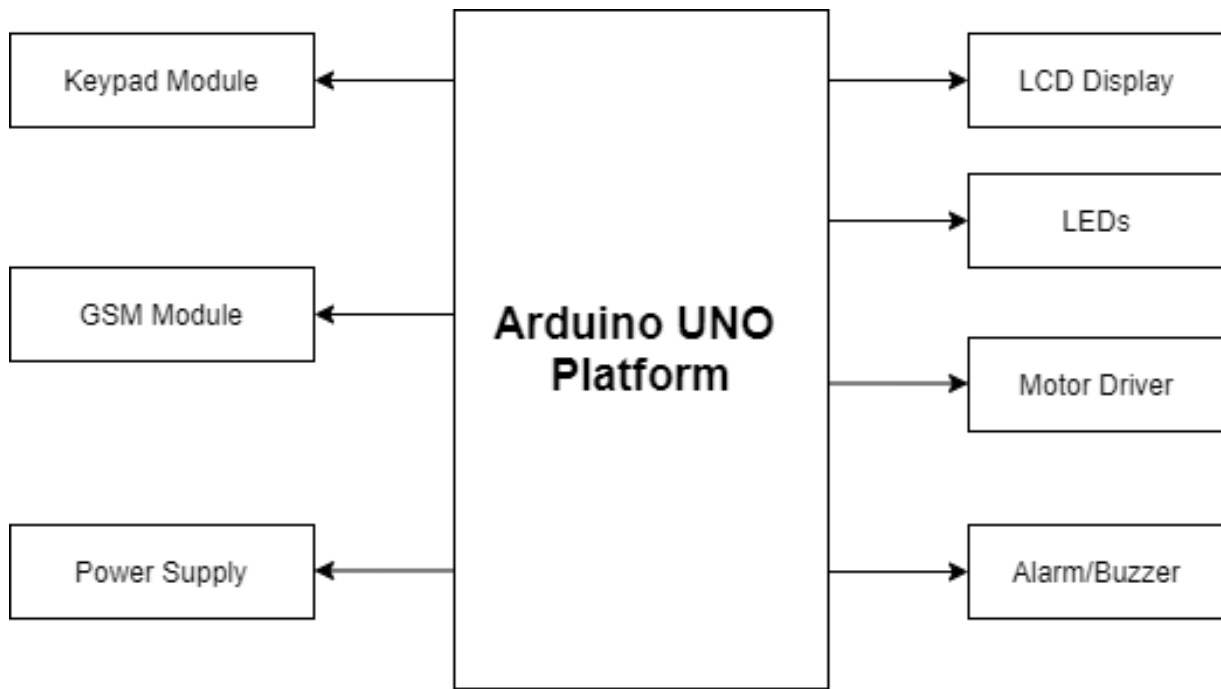 Keypad Module
GSM Module
Power Supply
Arduino UNO
Platform
LCD Display
LEDs
Motor Driver
Alarm/Buzzer